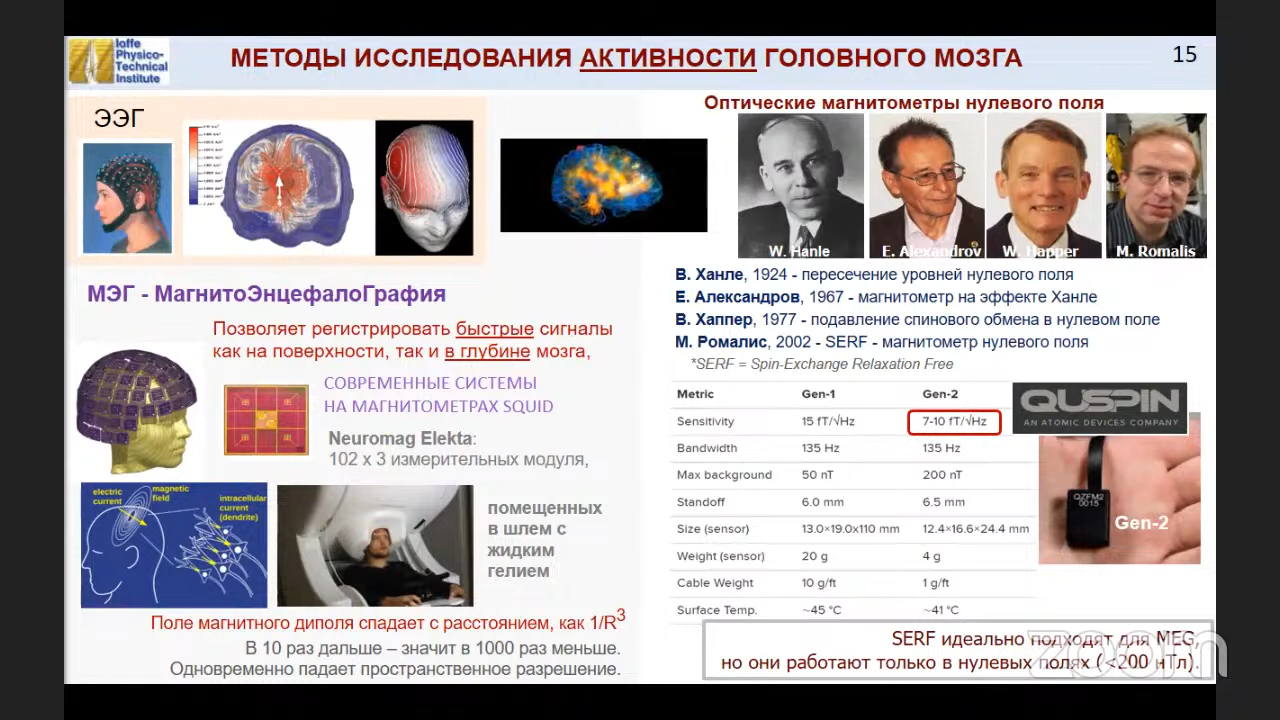 Ioffe
Physico-
Technical
Institute
МЕТОДЫ ИССЛЕДОВАНИЯ АКТИВНОСТИ ГОЛОВНОГО МОЗГА
15
ЭЭГ
Оптические магнитометры нулевого поля
W. Hanle
E. Alexandrov
W. Happer
M. Romalis
МЭГ - МагнитоЭнцефалоГрафия
Позволяет регистрировать быстрые сигналы
как на поверхности, так и в глубине мозга,
СОВРЕМЕННЫЕ СИСТЕМЫ
НА МАГНИТОМЕТРАХ SQUID
Neuromag Elekta:
102 x 3 измерительных модуля,
electric
current
magnetic
field
intracellular
current
(dendrite)
помещенных
в шлем с
жидким
гелием
Поле магнитного диполя спадает с расстоянием, как 1/R³
В 10 раз дальше – значит в 1000 раз меньше.
Одновременно падает пространственное разрешение.
В. Ханле, 1924 - пересечение уровней нулевого поля
Е. Александров, 1967 - магнитометр на эффекте Ханле
В. Хаппер, 1977 - подавление спинового обмена в нулевом поле
М. Ромалис, 2002 - SERF - магнитометр нулевого поля
*SERF = Spin-Exchange Relaxation Free
Metric Gen-1 Gen-2
Sensitivity 15 fT/√Hz 7-10 fT/√Hz
Bandwidth 135 Hz 135 Hz
Max background 50 nT 200 nT
Standoff 6.0 mm 6.5 mm
Size (sensor) 13.0×19.0x110 mm 12.4×16.6×24.4 mm
Weight (sensor) 20 g 4 g
Cable Weight 10 g/ft 1 g/ft
Surface Temp. ~45 °C ~41 °C
QUSPIN
AN ATOMIC DEVICES COMPANY
QZFM2
0015
Gen-2
SERF идеально подходят для MEG,
но они работают только в нулевых полях (<200 нТл).
zoom